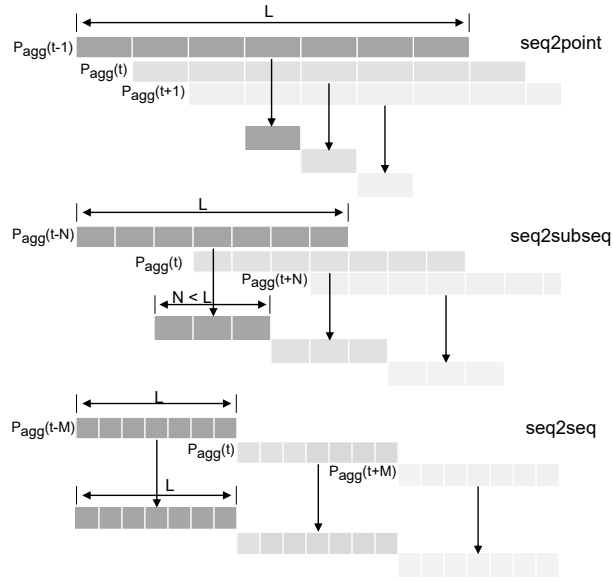 L
seq2point
Pagg(t-1)
Pagg(t)
Pagg(t+1)
L
seq2subseq
Pagg(t-N)
Pagg(t)
Pagg(t+N)
N < L
L
seq2seq
Pagg(t-M)
Pagg(t)
Pagg(t+M)
L